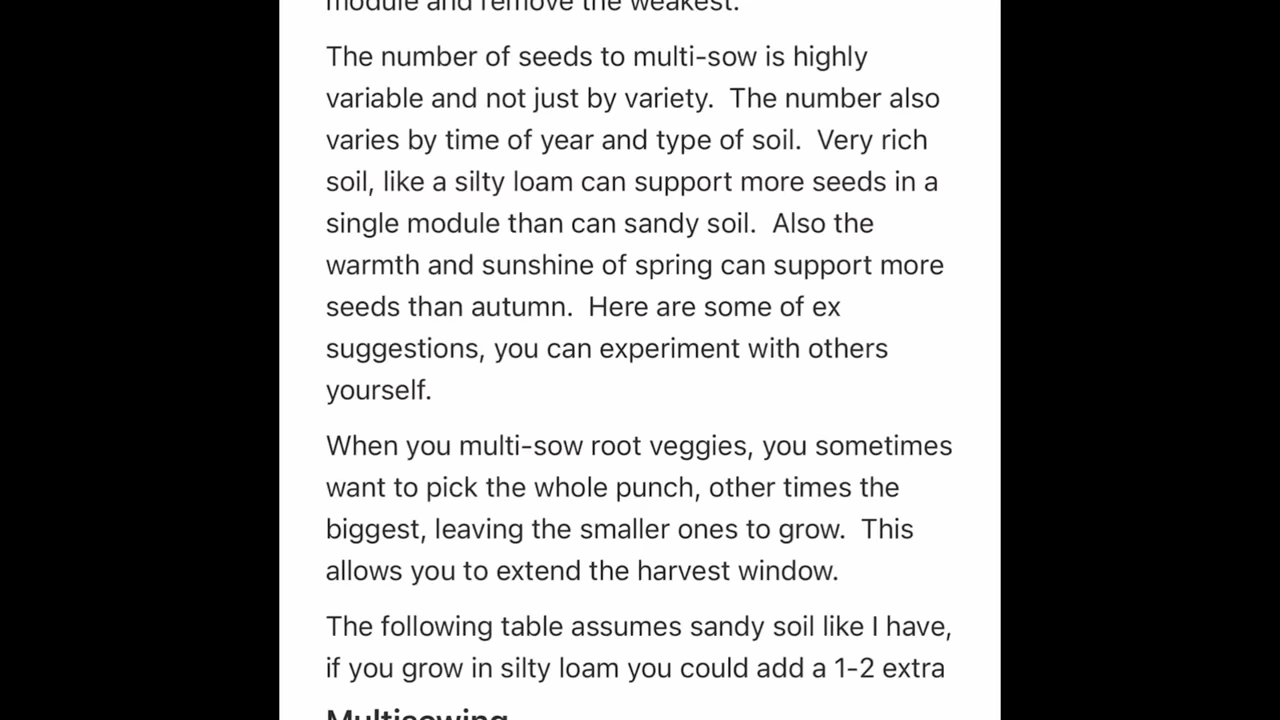 module and remove the weakest.
The number of seeds to multi-sow is highly
variable and not just by variety.  The number also
varies by time of year and type of soil.  Very rich
soil, like a silty loam can support more seeds in a
single module than can sandy soil.  Also the
warmth and sunshine of spring can support more
seeds than autumn.  Here are some of ex
suggestions, you can experiment with others
yourself.
When you multi-sow root veggies, you sometimes
want to pick the whole punch, other times the
biggest, leaving the smaller ones to grow.  This
allows you to extend the harvest window.
The following table assumes sandy soil like I have,
if you grow in silty loam you could add a 1-2 extra
Multisowing